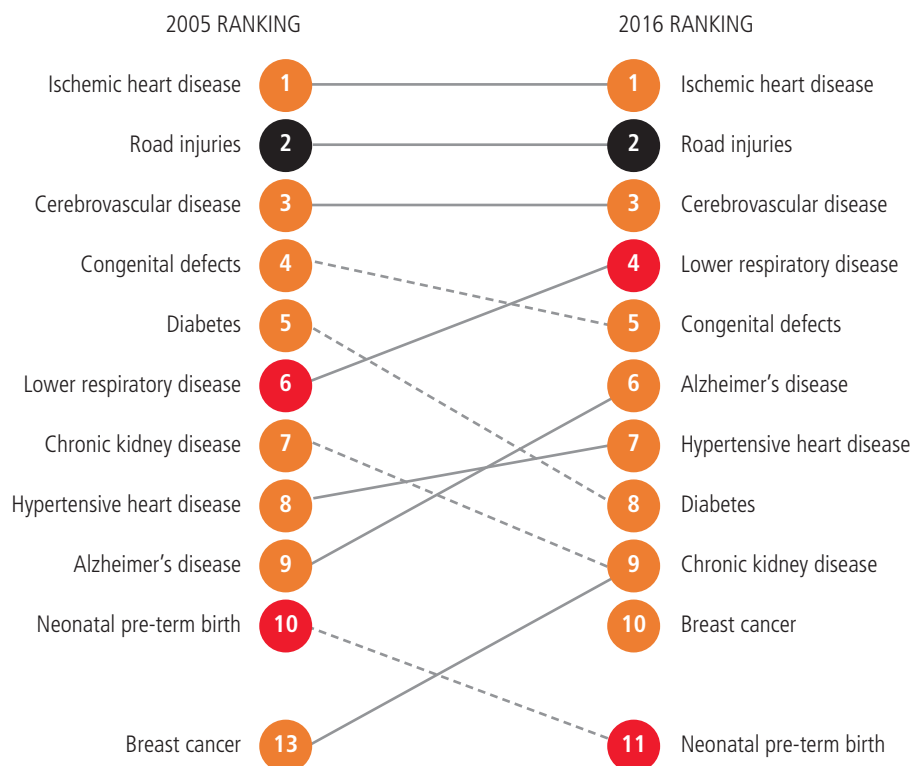 2005 RANKING 2016 RANKING
Ischemic heart disease 1 1 Ischemic heart disease
Road injuries 2 2 Road injuries
Cerebrovascular disease 3 3 Cerebrovascular disease
Congenital defects 4 4 Lower respiratory disease
Diabetes 5 5 Congenital defects
Lower respiratory disease 6 6 Alzheimer’s disease
Chronic kidney disease 7 7 Hypertensive heart disease
Hypertensive heart disease 8 8 Diabetes
Alzheimer’s disease 9 9 Chronic kidney disease
Neonatal pre-term birth 10 10 Breast cancer
Breast cancer 13 11 Neonatal pre-term birth